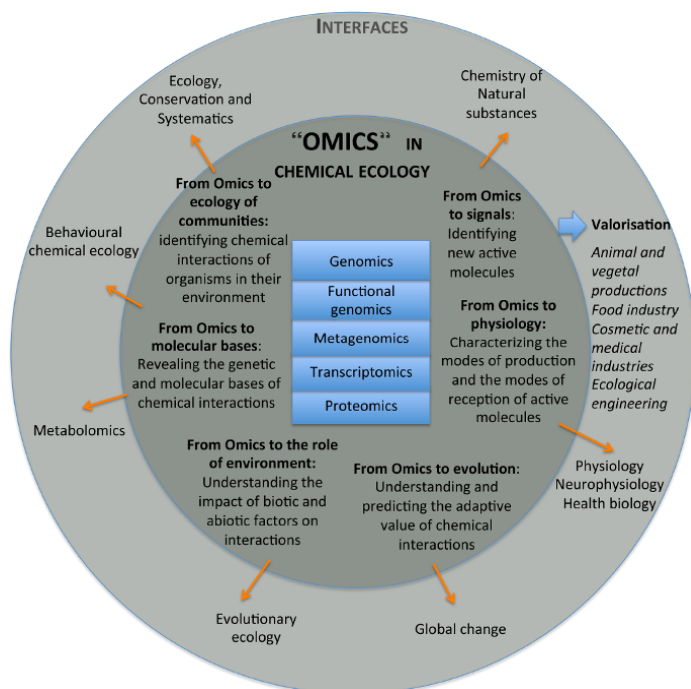 INTERFACES
Ecology,
Conservation and
Systematics
Chemistry of
Natural
substances
“OMICS” IN
CHEMICAL ECOLOGY
From Omics to
ecology of
communities:
identifying chemical
interactions of
organisms in their
environment
From Omics
to signals:
Identifying
new active
molecules
Behavioural
chemical ecology
Genomics
Functional
genomics
Metagenomics
Transcriptomics
Proteomics
Valorisation
Animal and
vegetal
productions
Food industry
Cosmetic and
medical
industries
Ecological
engineering
From Omics to
molecular bases:
Revealing the genetic
and molecular bases of
chemical interactions
From Omics to
physiology:
Characterizing the
modes of production
and the modes of
reception of active
molecules
Metabolomics
From Omics to the role
of environment:
Understanding the
impact of biotic and
abiotic factors on
interactions
From Omics to evolution:
Understanding and
predicting the adaptive
value of chemical
interactions
Physiology
Neurophysiology
Health biology
Evolutionary
ecology
Global change